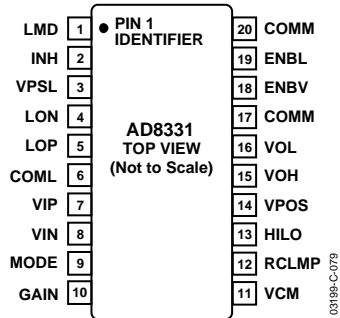 LMD 1 PIN 1 20 COMM
INH 2 IDENTIFIER 19 ENBL
VPSL 3 18 ENBV
LON 4 AD8331 17 COMM
LOP 5 TOP VIEW 16 VOL
COML 6 (Not to Scale) 15 VOH
VIP 7 14 VPOS
VIN 8 13 HILO
MODE 9 12 RCLMP
GAIN 10 11 VCM
03199-C-079